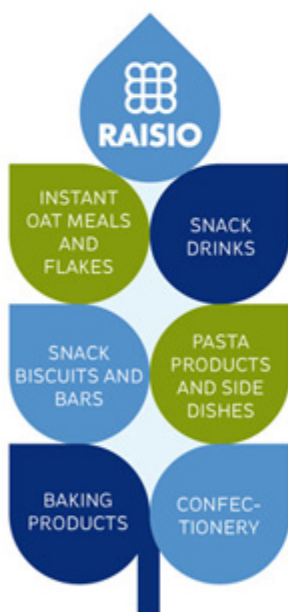 RAISIO
INSTANT
OAT MEALS
AND
FLAKES
SNACK
DRINKS
SNACK
BISCUITS AND
BARS
PASTA
PRODUCTS
AND SIDE
DISHES
BAKING
PRODUCTS
CONFEC-
TIONERY